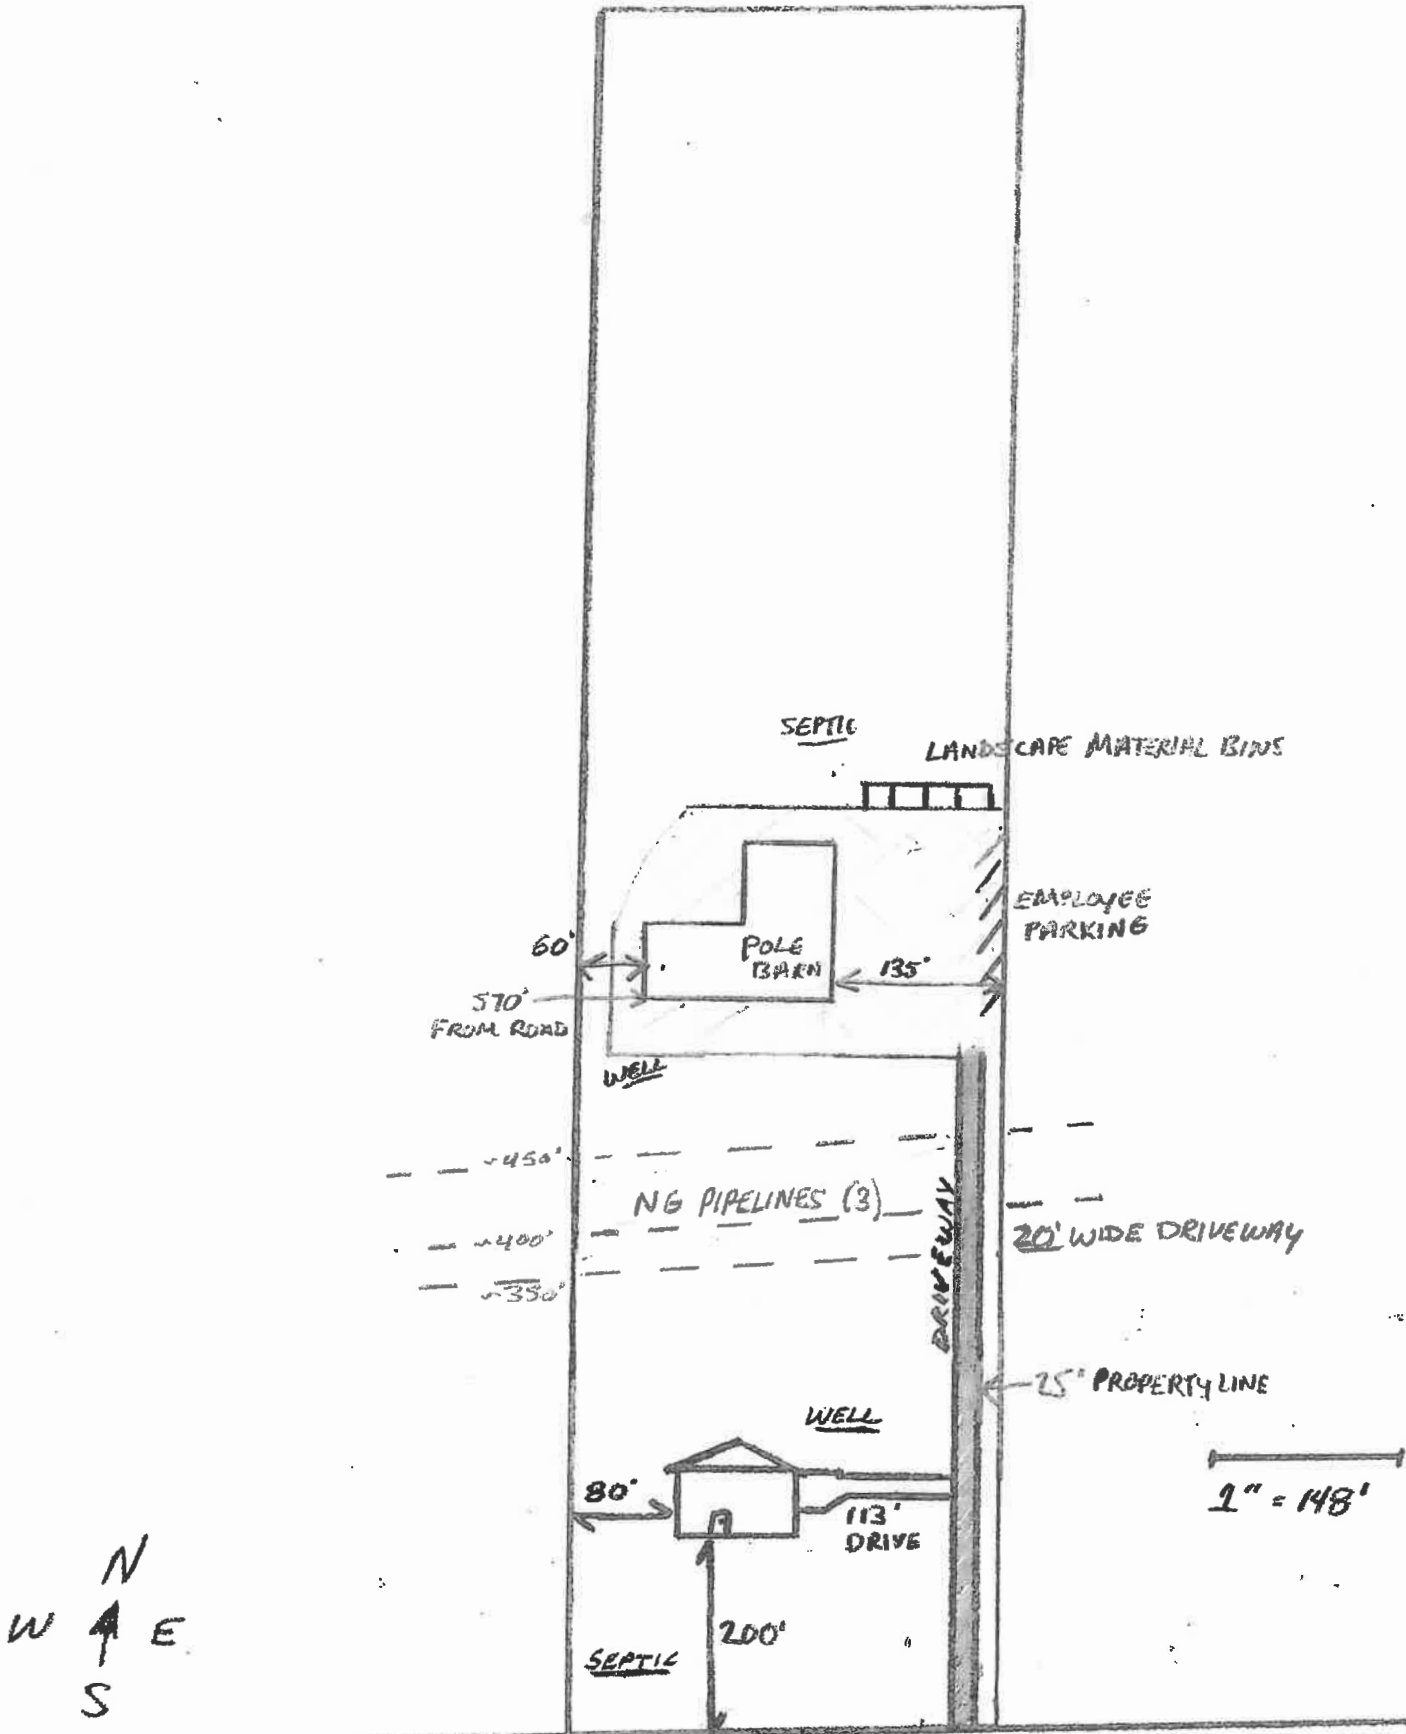 SEPTIC
LANDSCAPE MATERIAL BINS
EMPLOYEE
PARKING
60'
POLE
BARN
135'
570'
FROM ROAD
WELL
~450'
NG PIPELINES (3)
~400'
20' WIDE DRIVEWAY
~350'
DRIVEWAY
25' PROPERTY LINE
WELL
80'
113'
DRIVE
1" = 148'
N
W E
S
200'
SEPTIC